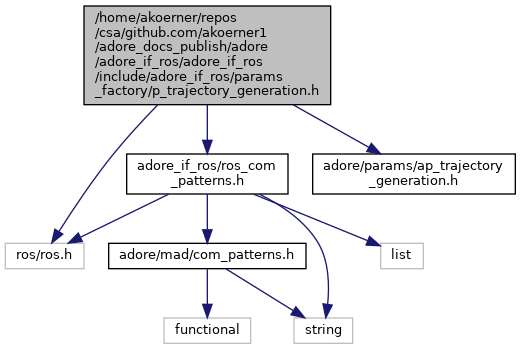 /home/akoerner/repos
/csa/github.com/akoerner1
/adore_docs_publish/adore
/adore_if_ros/adore_if_ros
/include/adore_if_ros/params
_factory/p_trajectory_generation.h
adore_if_ros/ros_com
_patterns.h
adore/params/ap_trajectory
_generation.h
ros/ros.h
adore/mad/com_patterns.h
list
functional
string